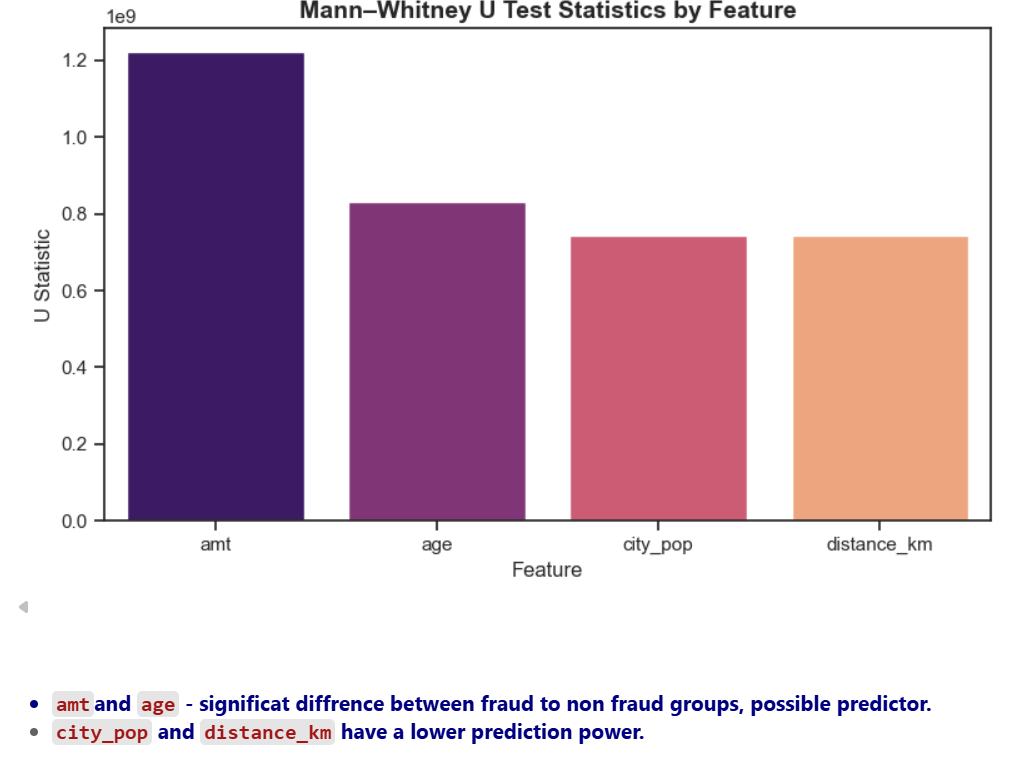 Mann–Whitney U Test Statistics by Feature
1e9
1.2
1.0
0.8
0.6
0.4
0.2
0.0
U Statistic
amt age city_pop distance_km
Feature
amt and age - significat diffrence between fraud to non fraud groups, possible predictor.
city_pop and distance_km have a lower prediction power.